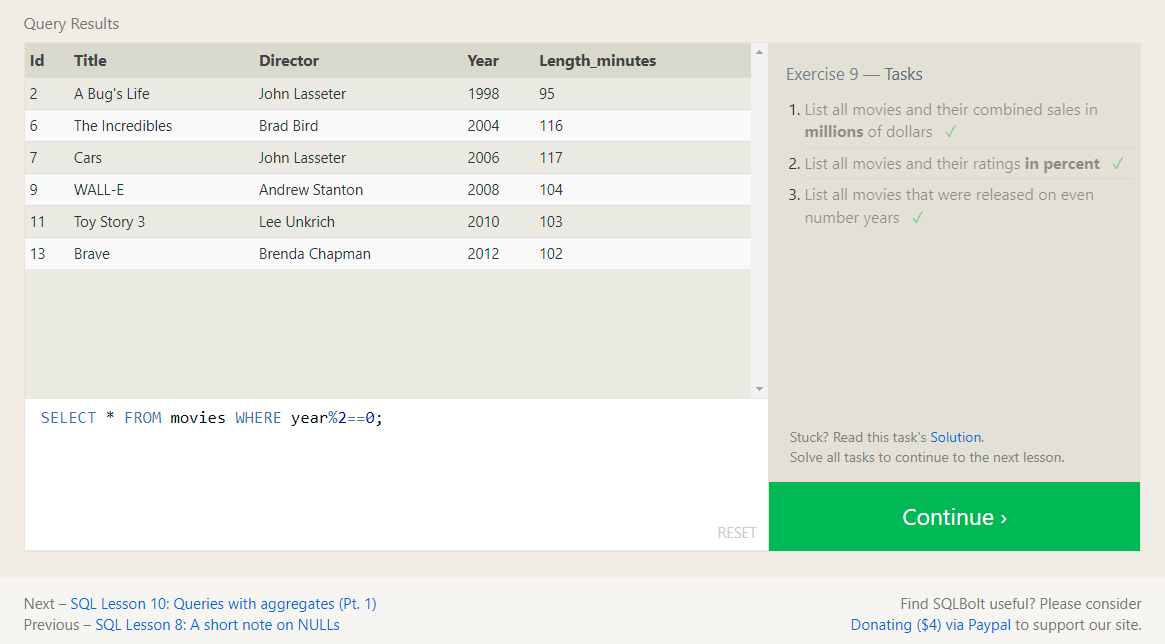 Query Results
Id Title Director Year Length_minutes
2 A Bug's Life John Lasseter 1998 95
6 The Incredibles Brad Bird 2004 116
7 Cars John Lasseter 2006 117
9 WALL-E Andrew Stanton 2008 104
11 Toy Story 3 Lee Unkrich 2010 103
13 Brave Brenda Chapman 2012 102
SELECT * FROM movies WHERE year%2==0;
RESET
Exercise 9 — Tasks
1. List all movies and their combined sales in
millions of dollars ✓
2. List all movies and their ratings in percent ✓
3. List all movies that were released on even
number years ✓
Stuck? Read this task's Solution.
Solve all tasks to continue to the next lesson.
Continue ›
Next – SQL Lesson 10: Queries with aggregates (Pt. 1)
Previous – SQL Lesson 8: A short note on NULLs
Find SQLBolt useful? Please consider
Donating ($4) via Paypal to support our site.